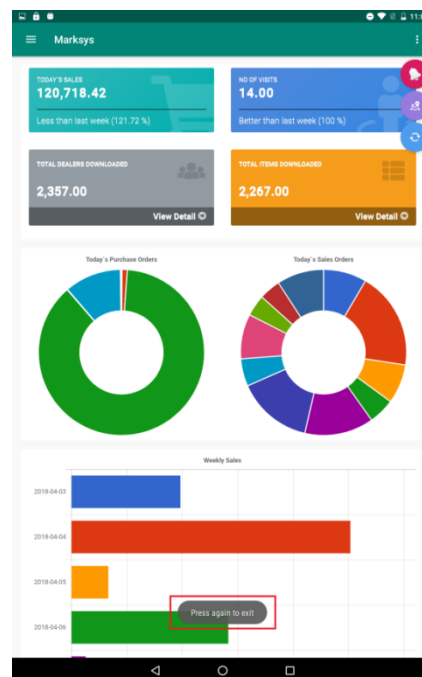 11:0
Marksys
TODAY'S SALES
120,718.42
Less than last week (121.72 %)
NO OF VISITS
14.00
Better than last week (100 %)
TOTAL DEALERS DOWNLOADED
2,357.00
View Detail
TOTAL ITEMS DOWNLOADED
2,267.00
View Detail
Today`s Purchase Orders
Today`s Sales Orders
Weekly Sales
2018-04-03
2018-04-04
2018-04-05
2018-04-06
Press again to exit